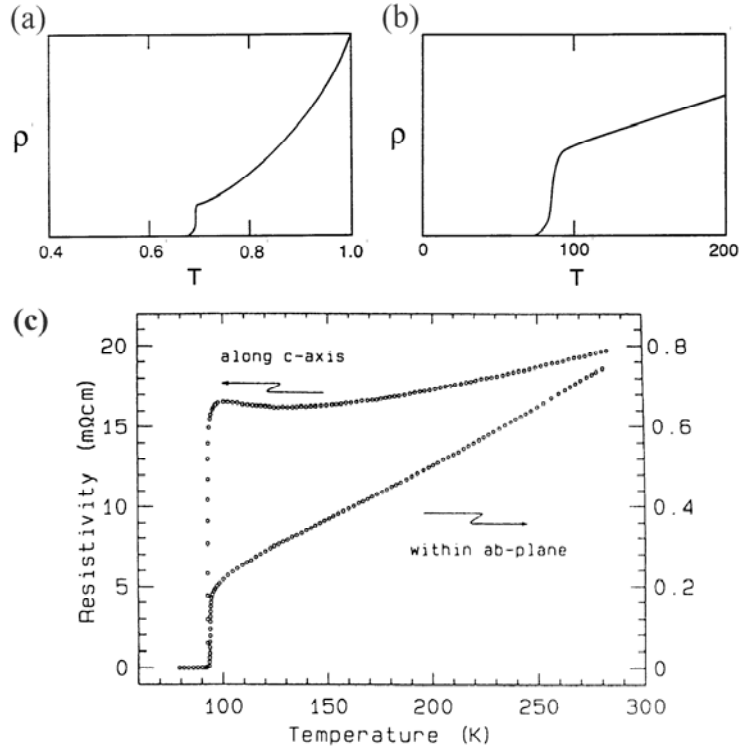 (a)
ρ
0.4 0.6 0.8 1.0
T
(b)
ρ
0 100 200
T
(c)
along c-axis
within ab-plane
Resistivity (mΩcm)
20
15
10
5
0
0.8
0.6
0.4
0.2
0
100 150 200 250 300
Temperature (K)